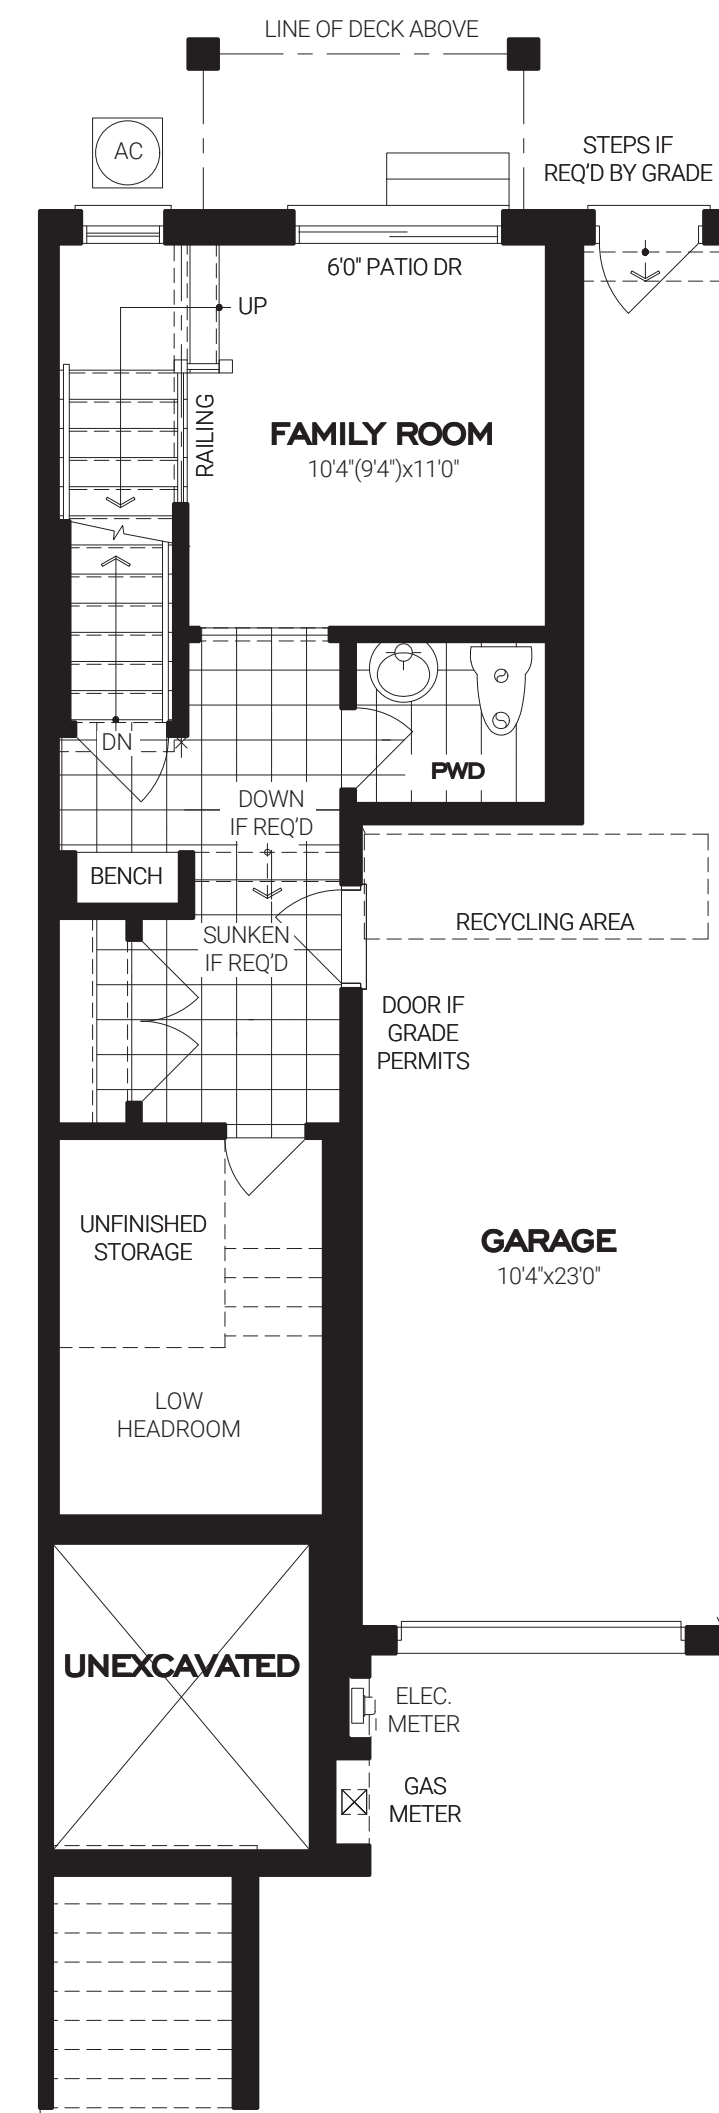 LINE OF DECK ABOVE
AC
STEPS IF
REQ'D BY GRADE
6'0" PATIO DR
UP
RAILING
FAMILY ROOM
10'4"(9'4")x11'0"
DN
PWD
DOWN
IF REQ'D
BENCH
RECYCLING AREA
SUNKEN
IF REQ'D
DOOR IF
GRADE
PERMITS
UNFINISHED
STORAGE
GARAGE
10'4"x23'0"
LOW
HEADROOM
UNEXCAVATED
ELEC.
METER
GAS
METER